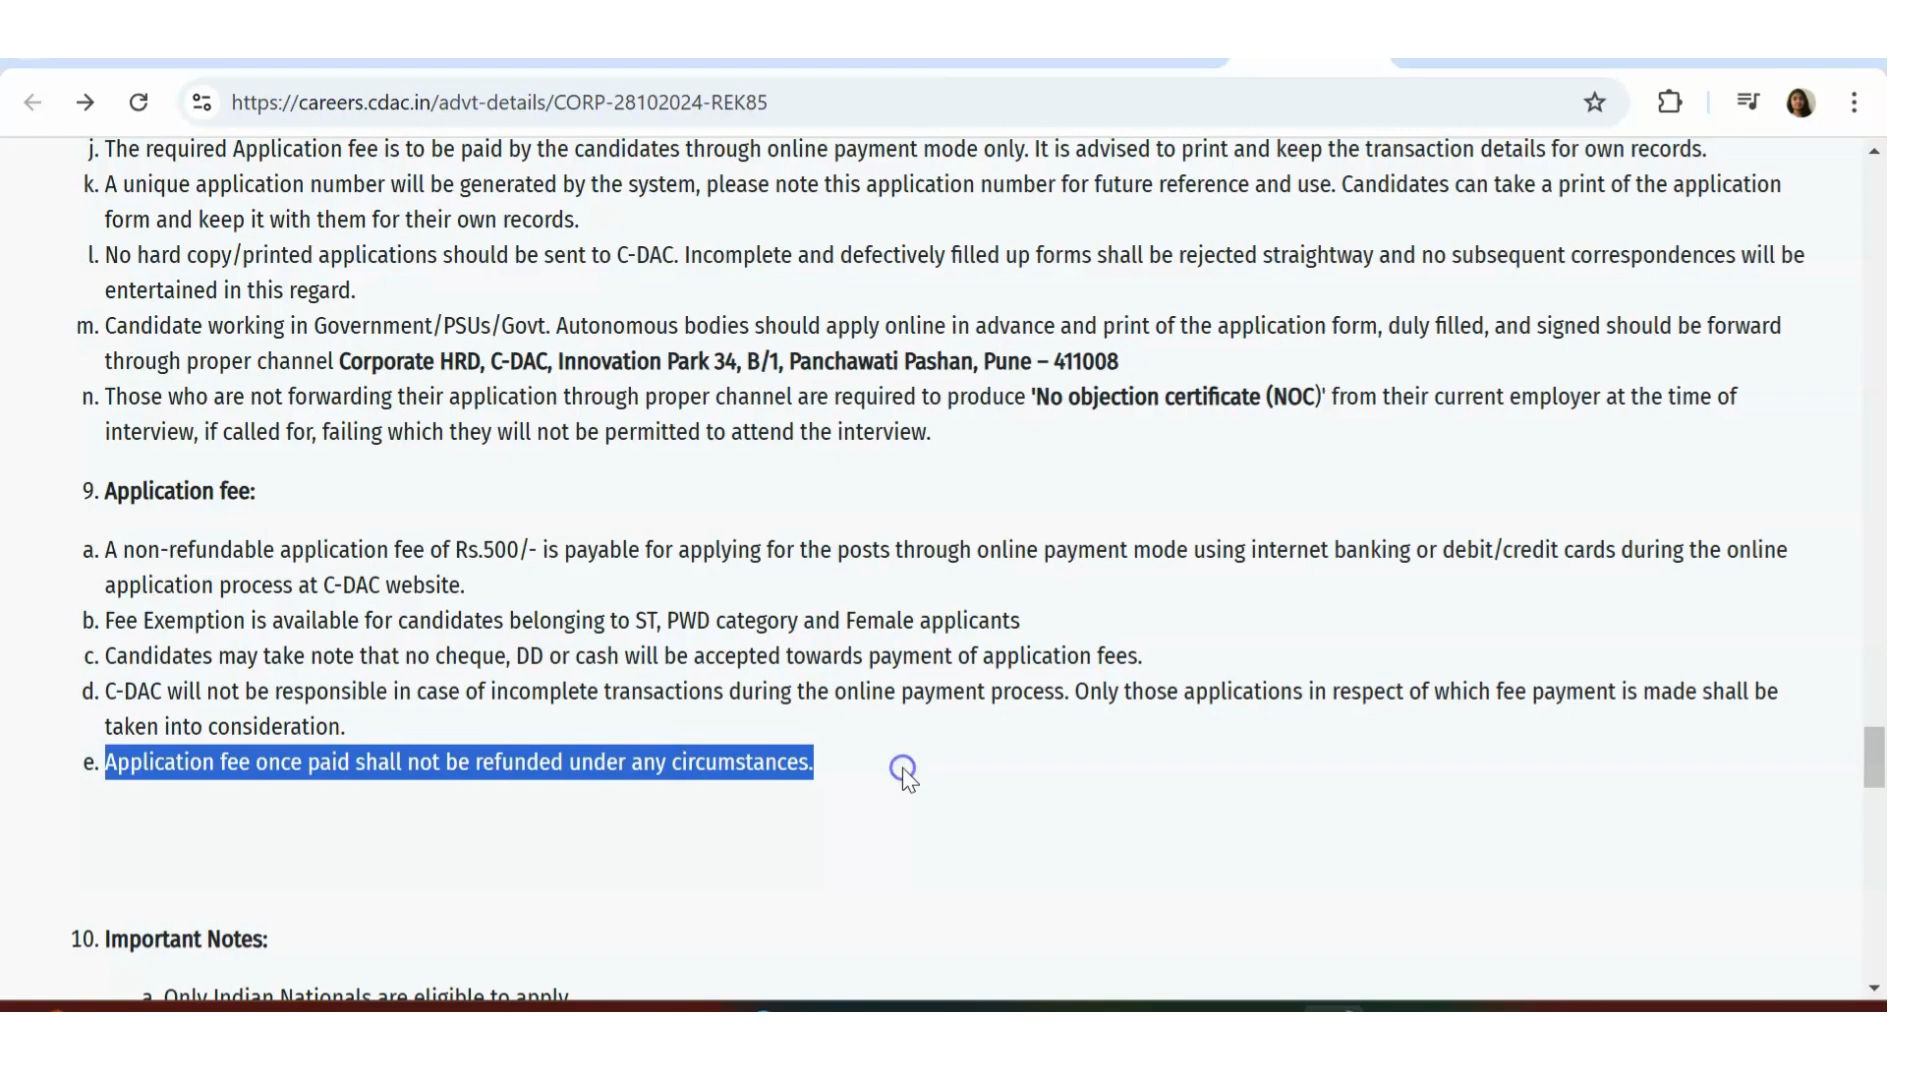 https://careers.cdac.in/advt-details/CORP-28102024-REK85
j. The required Application fee is to be paid by the candidates through online payment mode only. It is advised to print and keep the transaction details for own records.
k. A unique application number will be generated by the system, please note this application number for future reference and use. Candidates can take a print of the application
form and keep it with them for their own records.
l. No hard copy/printed applications should be sent to C-DAC. Incomplete and defectively filled up forms shall be rejected straightway and no subsequent correspondences will be
entertained in this regard.
m. Candidate working in Government/PSUs/Govt. Autonomous bodies should apply online in advance and print of the application form, duly filled, and signed should be forward
through proper channel Corporate HRD, C-DAC, Innovation Park 34, B/1, Panchawati Pashan, Pune – 411008
n. Those who are not forwarding their application through proper channel are required to produce 'No objection certificate (NOC)' from their current employer at the time of
interview, if called for, failing which they will not be permitted to attend the interview.
9. Application fee:
a. A non-refundable application fee of Rs.500/- is payable for applying for the posts through online payment mode using internet banking or debit/credit cards during the online
application process at C-DAC website.
b. Fee Exemption is available for candidates belonging to ST, PWD category and Female applicants
c. Candidates may take note that no cheque, DD or cash will be accepted towards payment of application fees.
d. C-DAC will not be responsible in case of incomplete transactions during the online payment process. Only those applications in respect of which fee payment is made shall be
taken into consideration.
e. Application fee once paid shall not be refunded under any circumstances.
10. Important Notes:
a. Only Indian Nationals are eligible to apply